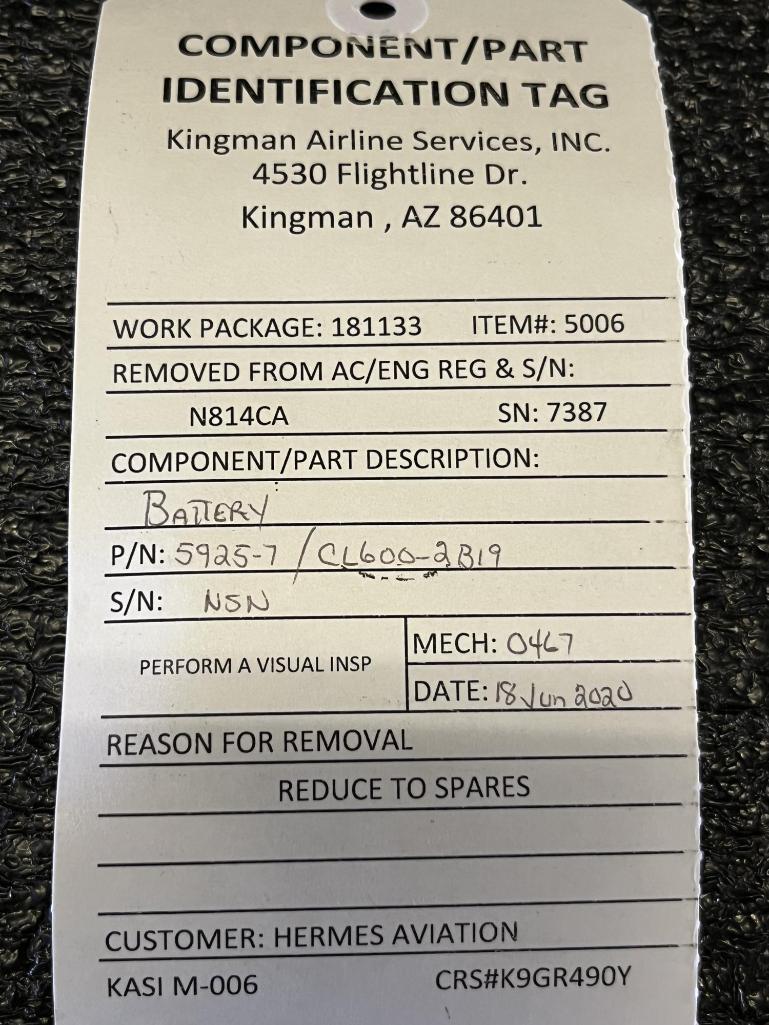 COMPONENT/PART
IDENTIFICATION TAG
Kingman Airline Services, INC.
4530 Flightline Dr.
Kingman , AZ 86401
WORK PACKAGE: 181133 ITEM#: 5006
REMOVED FROM AC/ENG REG & S/N:
N814CA SN: 7387
COMPONENT/PART DESCRIPTION:
BATTERY
P/N: 5925-7 / CL600-2B19
S/N: NSN
PERFORM A VISUAL INSP
MECH: 0467
DATE: 18 Jun 2020
REASON FOR REMOVAL
REDUCE TO SPARES
CUSTOMER: HERMES AVIATION
KASI M-006 CRS#K9GR490Y